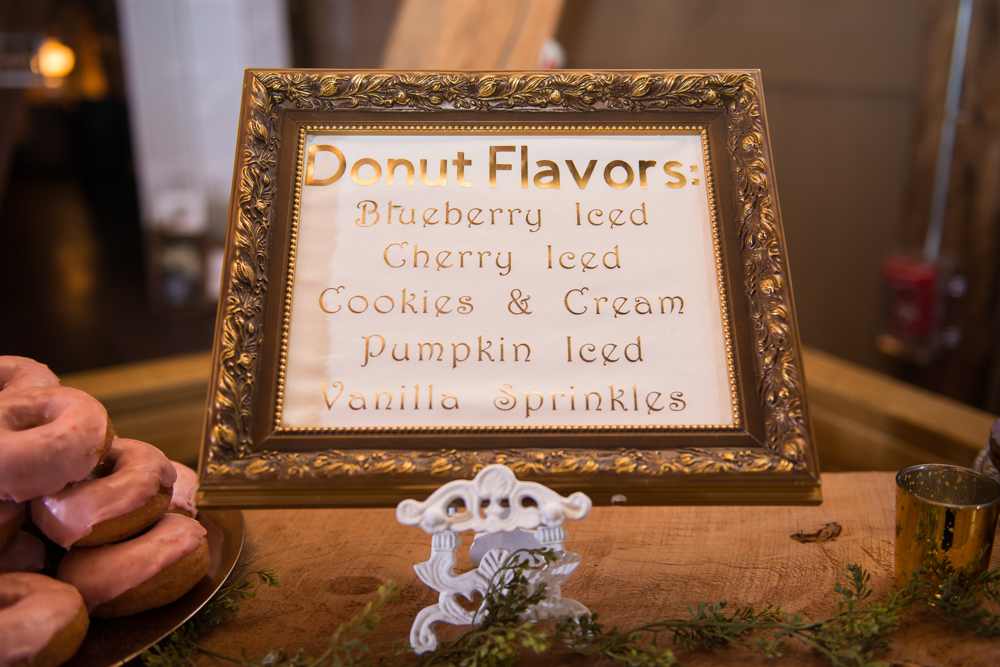 Donut Flavors:
Blueberry Iced
Cherry Iced
Cookies & Cream
Pumpkin Iced
Vanilla Sprinkles